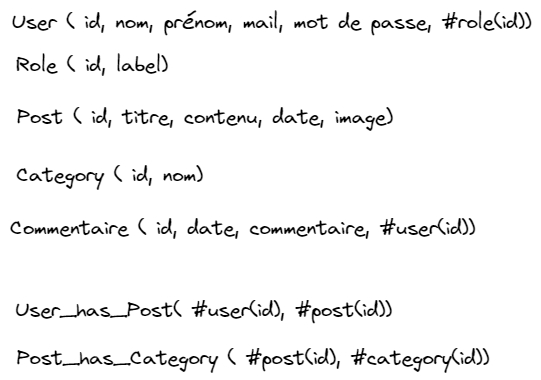 User ( id, nom, prénom, mail, mot de passe, #role(id))
Role ( id, label)
Post ( id, titre, contenu, date, image)
Category ( id, nom)
Commentaire ( id, date, commentaire, #user(id))
User_has_Post( #user(id), #post(id))
Post_has_Category ( #post(id), #category(id))